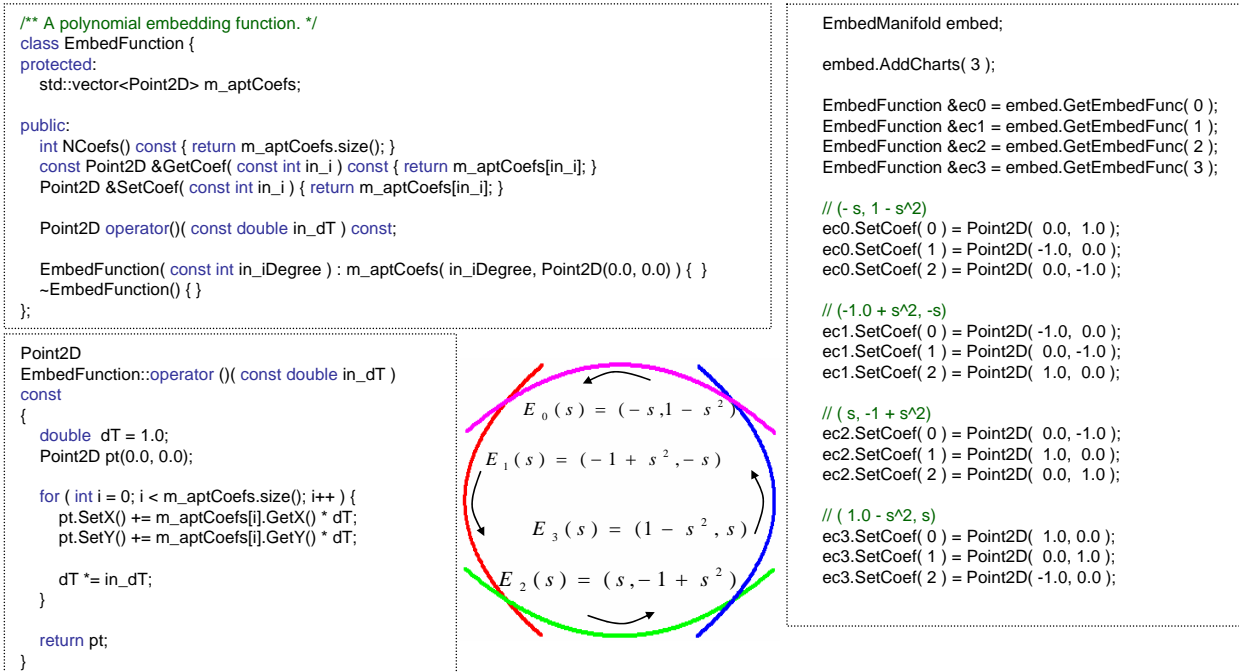 /** A polynomial embedding function. */
class EmbedFunction {
protected:
std::vector<Point2D> m_aptCoefs;
public:
int NCoefs() const { return m_aptCoefs.size(); }
const Point2D &GetCoef( const int in_i ) const { return m_aptCoefs[in_i]; }
Point2D &SetCoef( const int in_i ) { return m_aptCoefs[in_i]; }
Point2D operator()( const double in_dT ) const;
EmbedFunction( const int in_iDegree ) : m_aptCoefs( in_iDegree, Point2D(0.0, 0.0) ) { }
~EmbedFunction() { }
};
Point2D
EmbedFunction::operator ()( const double in_dT )
const
{
double dT = 1.0;
Point2D pt(0.0, 0.0);
for ( int i = 0; i < m_aptCoefs.size(); i++ ) {
pt.SetX() += m_aptCoefs[i].GetX() * dT;
pt.SetY() += m_aptCoefs[i].GetY() * dT;
dT *= in_dT;
}
return pt;
}
E_0(s) = (-s, 1 - s^2)
E_1(s) = (-1 + s^2, -s)
E_3(s) = (1 - s^2, s)
E_2(s) = (s, -1 + s^2)
EmbedManifold embed;
embed.AddCharts( 3 );
EmbedFunction &ec0 = embed.GetEmbedFunc( 0 );
EmbedFunction &ec1 = embed.GetEmbedFunc( 1 );
EmbedFunction &ec2 = embed.GetEmbedFunc( 2 );
EmbedFunction &ec3 = embed.GetEmbedFunc( 3 );
// (- s, 1 - s^2)
ec0.SetCoef( 0 ) = Point2D( 0.0, 1.0 );
ec0.SetCoef( 1 ) = Point2D( -1.0, 0.0 );
ec0.SetCoef( 2 ) = Point2D( 0.0, -1.0 );
// (-1.0 + s^2, -s)
ec1.SetCoef( 0 ) = Point2D( -1.0, 0.0 );
ec1.SetCoef( 1 ) = Point2D( 0.0, -1.0 );
ec1.SetCoef( 2 ) = Point2D( 1.0, 0.0 );
// ( s, -1 + s^2)
ec2.SetCoef( 0 ) = Point2D( 0.0, -1.0 );
ec2.SetCoef( 1 ) = Point2D( 1.0, 0.0 );
ec2.SetCoef( 2 ) = Point2D( 0.0, 1.0 );
// ( 1.0 - s^2, s)
ec3.SetCoef( 0 ) = Point2D( 1.0, 0.0 );
ec3.SetCoef( 1 ) = Point2D( 0.0, 1.0 );
ec3.SetCoef( 2 ) = Point2D( -1.0, 0.0 );